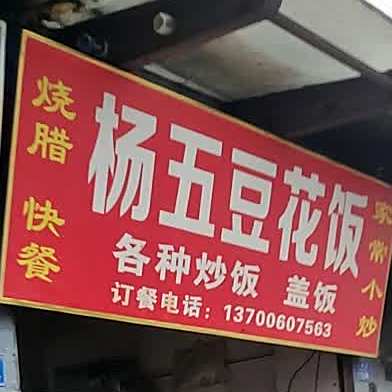 烧腊 快餐
杨五豆花饭
各种炒饭 盖饭
订餐电话：13700607563
家常小炒